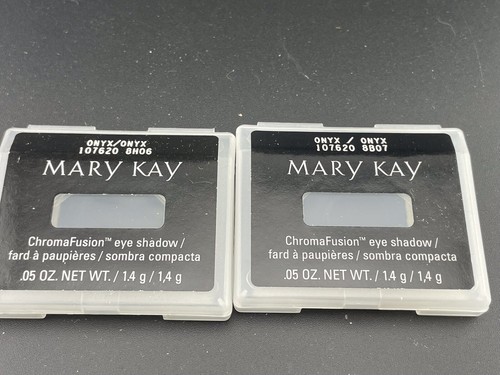 ONYX/ONYX
107620 8H06
MARY KAY
ChromaFusion™ eye shadow /
fard à paupières / sombra compacta
.05 OZ. NET WT. / 1.4 g / 1,4 g
ONYX / ONYX
107620 8B07
MARY KAY
ChromaFusion™ eye shadow /
fard à paupières / sombra compacta
.05 OZ. NET WT. / 1.4 g / 1,4 g